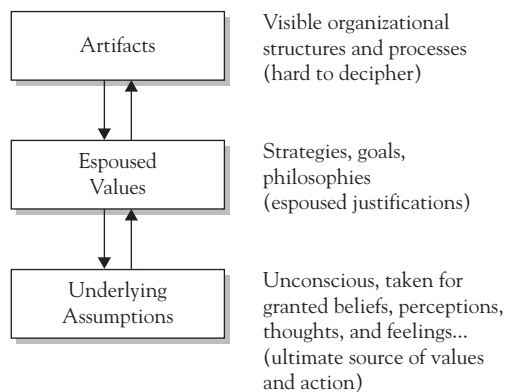 Artifacts
Visible organizational
structures and processes
(hard to decipher)
Espoused
Values
Strategies, goals,
philosophies
(espoused justifications)
Underlying
Assumptions
Unconscious, taken for
granted beliefs, perceptions,
thoughts, and feelings...
(ultimate source of values
and action)